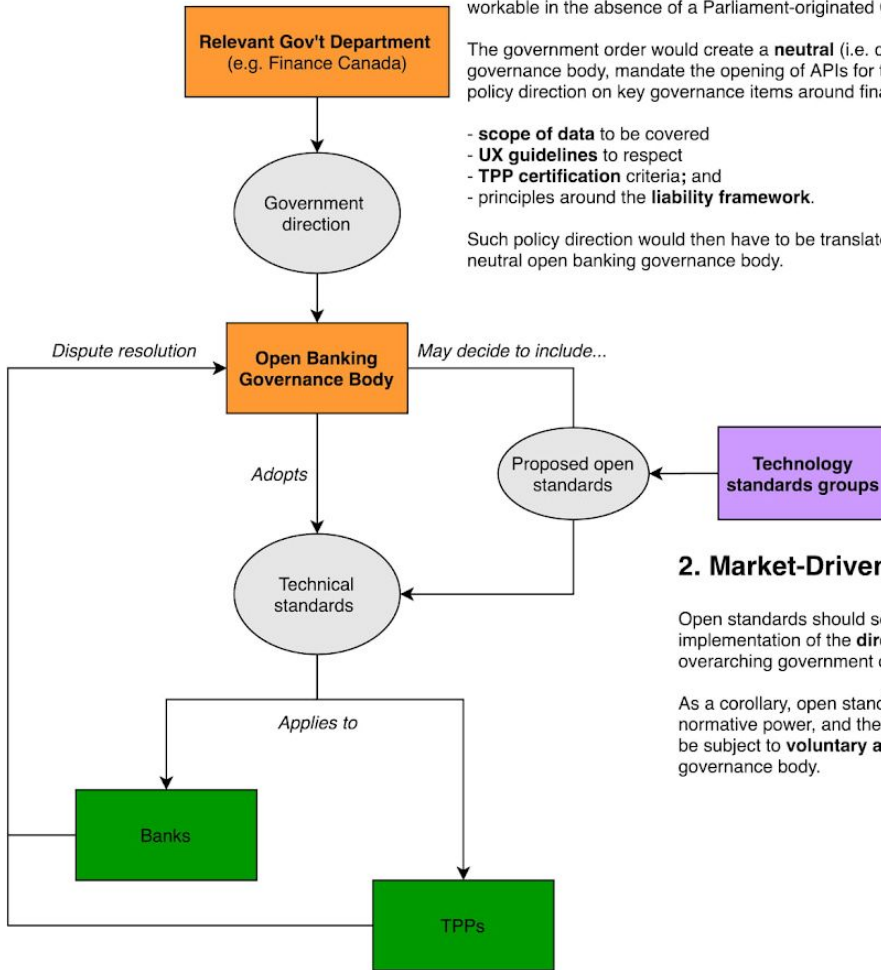 workable in the absence of a Parliament-originated
Relevant Gov't Department
(e.g. Finance Canada)
The government order would create a neutral (i.e.
governance body, mandate the opening of APIs for
policy direction on key governance items around
- scope of data to be covered
- UX guidelines to respect
- TPP certification criteria; and
- principles around the liability framework.
Government
direction
Such policy direction would then have to be
neutral open banking governance body.
Dispute resolution
Open Banking
Governance Body
May decide to include...
Adopts
Proposed open
standards
Technology
standards groups
Technical
standards
2. Market-Driven
Open standards should
implementation of the
overarching government
As a corollary, open
normative power, and the
be subject to voluntary
governance body.
Applies to
Banks
TPPs